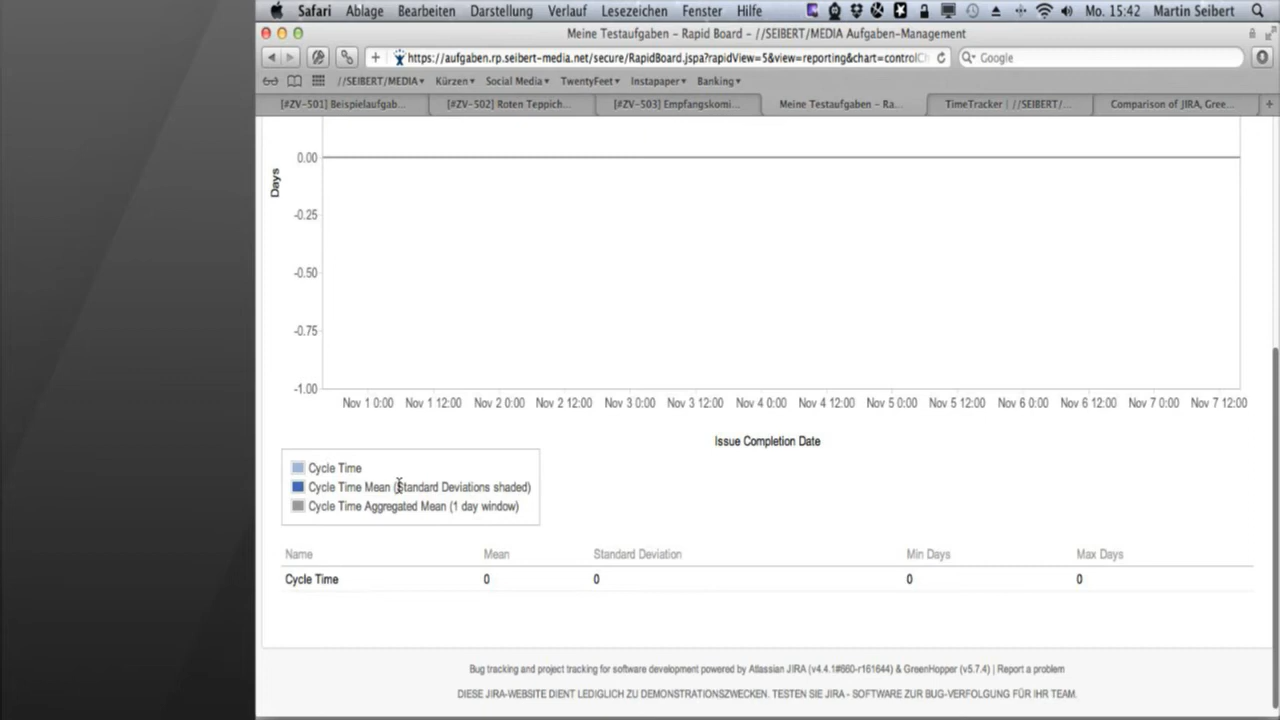 Safari Ablage Bearbeiten Darstellung Verlauf Lesezeichen Fenster Hilfe Mo. 15:42 Martin Seibert
Meine Testaufgaben – Rapid Board – //SEIBERT/MEDIA Aufgaben-Management
https://aufgaben.rp.seibert-media.net/secure/RapidBoard.jspa?rapidView=5&view=reporting&chart=controlCh Google
//SEIBERT/MEDIA Kürzen Social Media TwentyFeet Instapaper Banking
[#ZV-501] Beispielaufgab... [#ZV-502] Roten Teppich... [#ZV-503] Empfangskomi... Meine Testaufgaben – Ra... TimeTracker | //SEIBERT/... Comparison of JIRA, Gree...
0.00
Days
-0.25
-0.50
-0.75
-1.00
Nov 1 0:00 Nov 1 12:00 Nov 2 0:00 Nov 2 12:00 Nov 3 0:00 Nov 3 12:00 Nov 4 0:00 Nov 4 12:00 Nov 5 0:00 Nov 5 12:00 Nov 6 0:00 Nov 6 12:00 Nov 7 0:00 Nov 7 12:00
Issue Completion Date
Cycle Time
Cycle Time Mean (Standard Deviations shaded)
Cycle Time Aggregated Mean (1 day window)
Name Mean Standard Deviation Min Days Max Days
Cycle Time 0 0 0 0
Bug tracking and project tracking for software development powered by Atlassian JIRA (v4.4.1#660-r161644) & GreenHopper (v5.7.4) | Report a problem
DIESE JIRA-WEBSITE DIENT LEDIGLICH ZU DEMONSTRATIONSZWECKEN. TESTEN SIE JIRA - SOFTWARE ZUR BUG-VERFOLGUNG FÜR IHR TEAM.